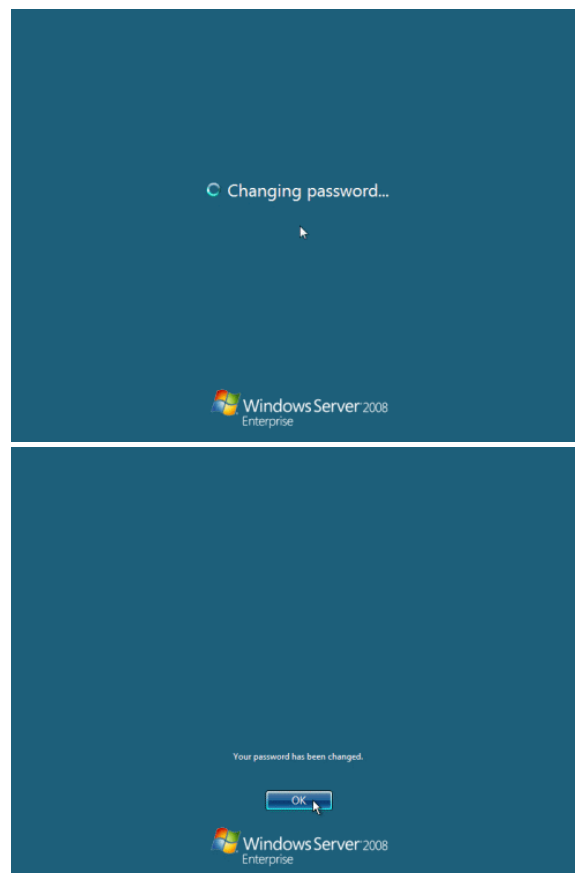 Changing password...
Windows Server 2008
Enterprise
Your password has been changed.
OK
Windows Server 2008
Enterprise